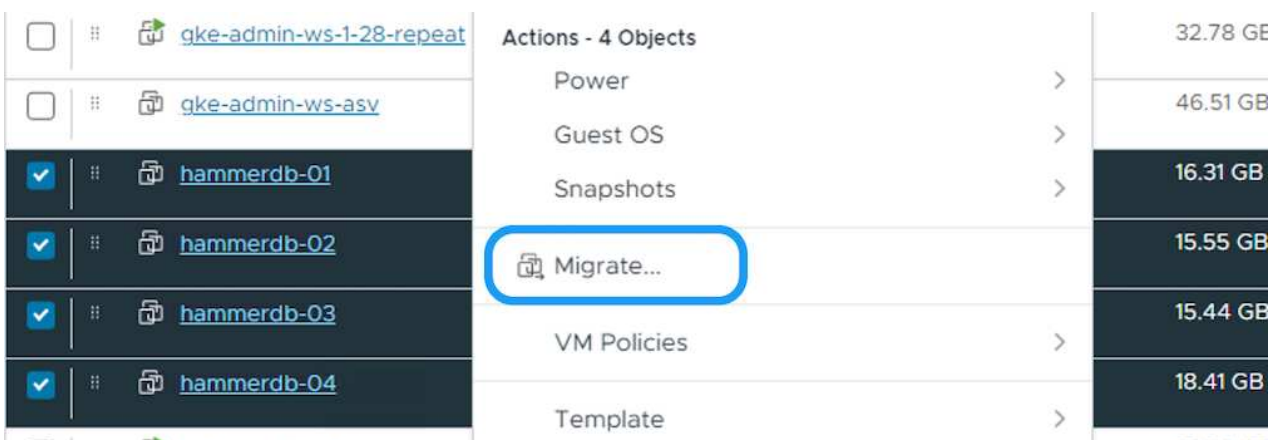 gke-admin-ws-1-28-repeat
Actions - 4 Objects
32.78 GB
Power
gke-admin-ws-asv
46.51 GB
Guest OS
hammerdb-01
16.31 GB
Snapshots
hammerdb-02
15.55 GB
Migrate...
hammerdb-03
15.44 GB
VM Policies
hammerdb-04
18.41 GB
Template